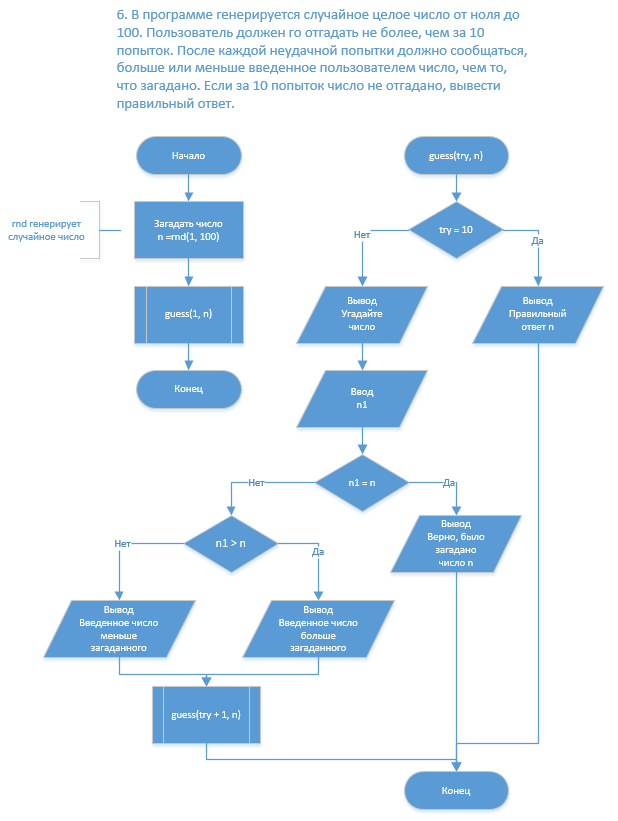 6. В программе генерируется случайное целое число от ноля до
100. Пользователь должен го отгадать не более, чем за 10
попыток. После каждой неудачной попытки должно сообщаться,
больше или меньше введенное пользователем число, чем то,
что загадано. Если за 10 попыток число не отгадано, вывести
правильный ответ.
Начало
rnd генерирует
случайное число
Загадать число
n =rnd(1, 100)
guess(1, n)
Конец
guess(try, n)
try = 10
Нет
Да
Вывод
Угадайте
число
Вывод
Правильный
ответ n
Ввод
n1
n1 = n
Нет
Да
n1 > n
Нет
Да
Вывод
Верно, было
загадано
число n
Вывод
Введенное число
меньше
загаданного
Вывод
Введенное число
больше
загаданного
guess(try + 1, n)
Конец